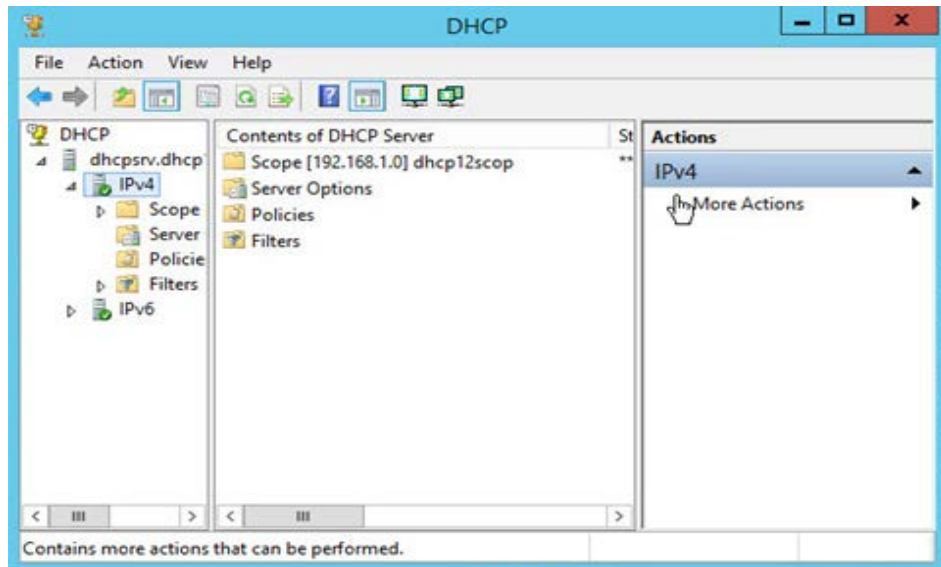 DHCP
File Action View Help
DHCP
dhcpsrv.dhcp
IPv4
Scope
Server
Policie
Filters
IPv6
Contents of DHCP Server St
Scope [192.168.1.0] dhcp12scop **
Server Options
Policies
Filters
Actions
IPv4
More Actions
Contains more actions that can be performed.